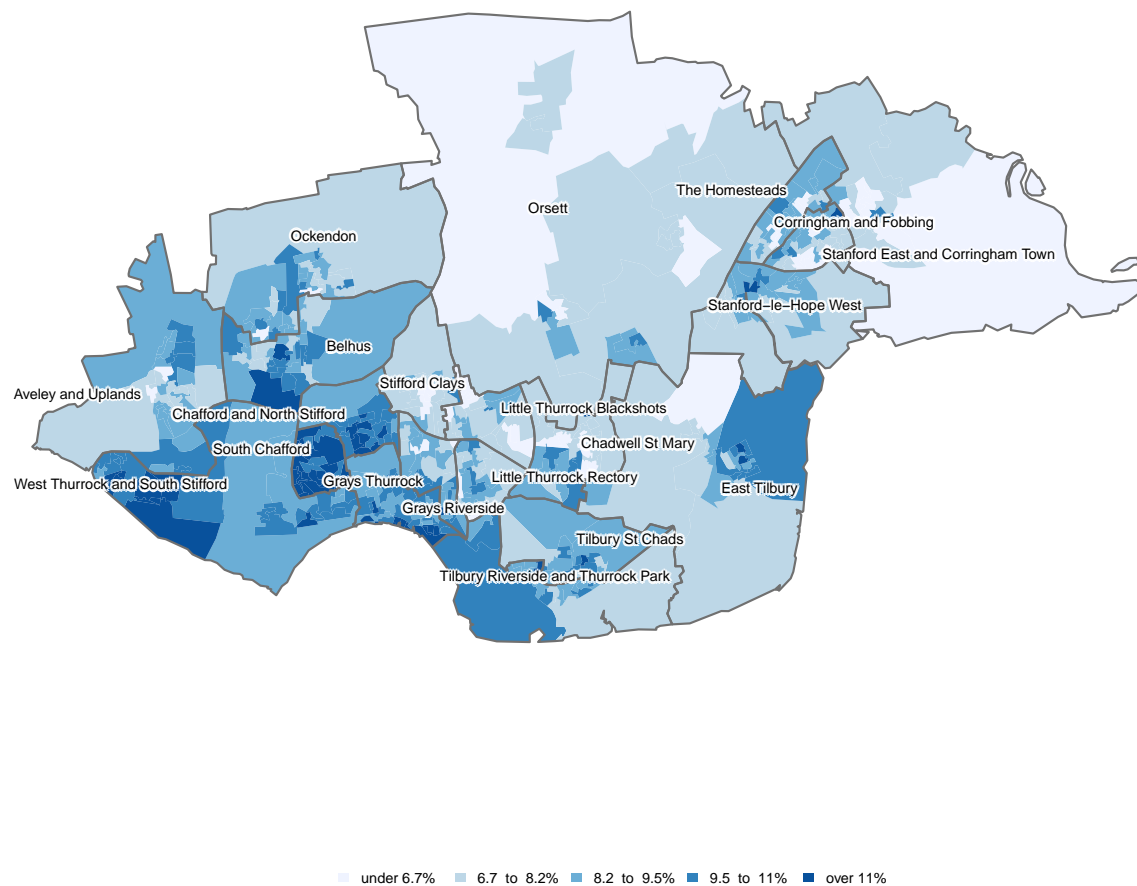 The Homesteads
Orsett
Corringham and Fobbing
Ockendon
Stanford East and Corringham Town
Stanford−le−Hope West
Belhus
Stifford Clays
Aveley and Uplands
Little Thurrock Blackshots
Chafford and North Stifford
Chadwell St Mary
South Chafford
Little Thurrock Rectory
Grays Thurrock
West Thurrock and South Stifford
East Tilbury
Grays Riverside
Tilbury St Chads
Tilbury Riverside and Thurrock Park
under 6.7% 6.7 to 8.2% 8.2 to 9.5% 9.5 to 11% over 11%